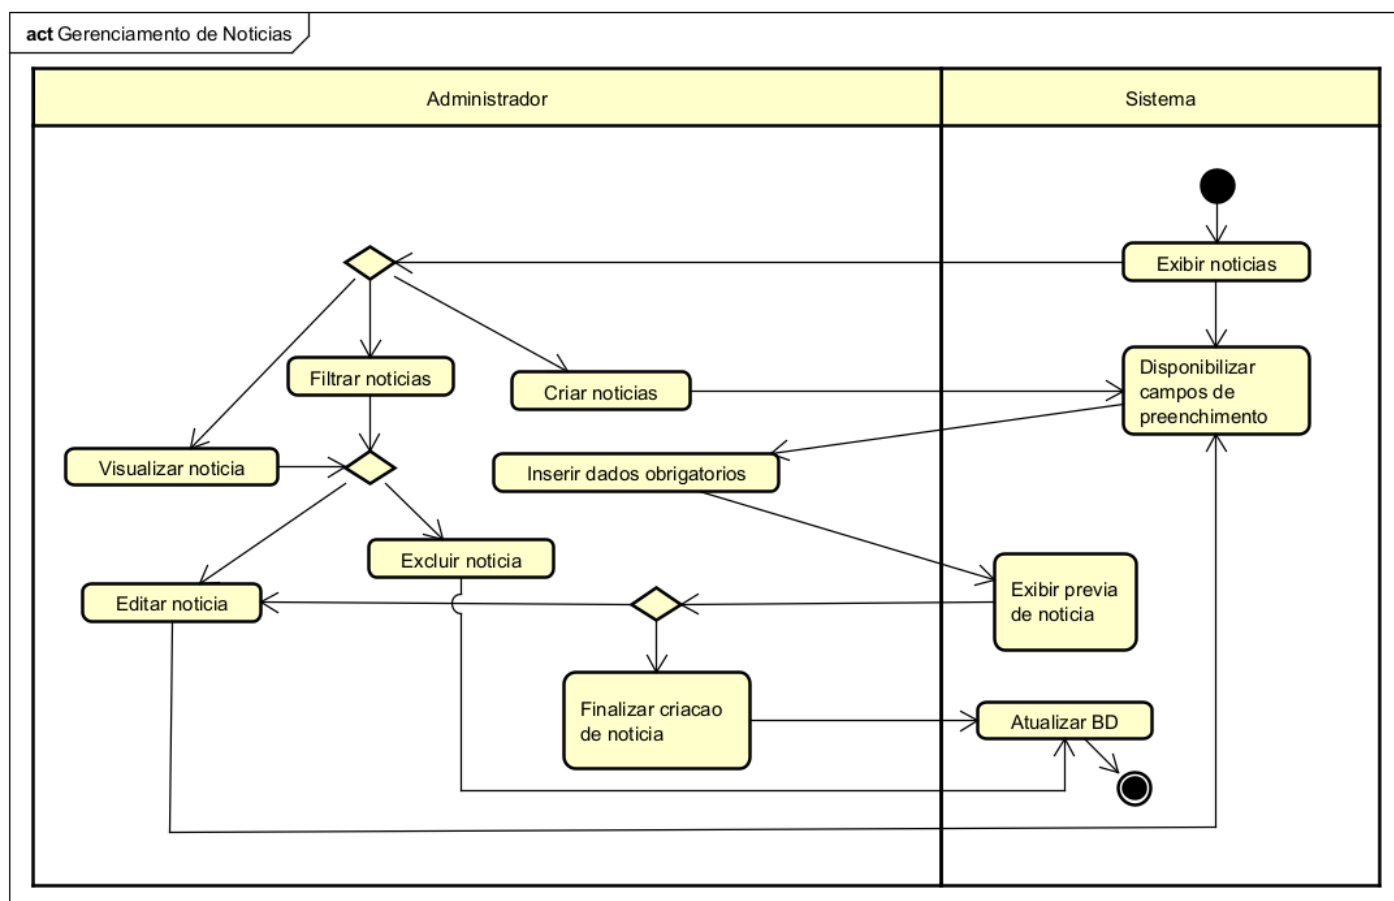 act Gerenciamento de Noticias
Administrador
Sistema
Exibir noticias
Filtrar noticias
Criar noticias
Disponibilizar
campos de
preenchimento
Visualizar noticia
Inserir dados obrigatorios
Excluir noticia
Editar noticia
Exibir previa
de noticia
Finalizar criacao
de noticia
Atualizar BD